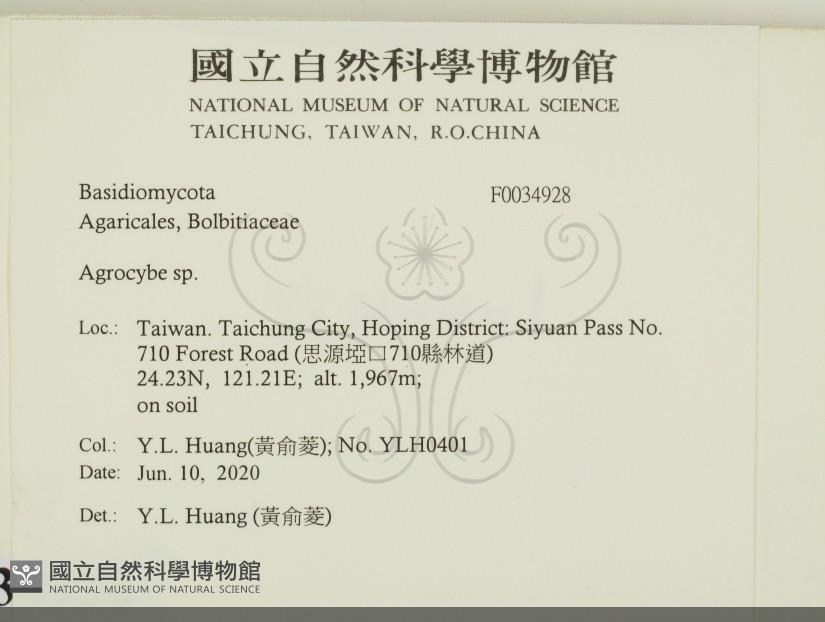 國立自然科學博物館
NATIONAL MUSEUM OF NATURAL SCIENCE
TAICHUNG, TAIWAN, R.O.CHINA
Basidiomycota F0034928
Agaricales, Bolbitiaceae
Agrocybe sp.
Loc.: Taiwan. Taichung City, Hoping District: Siyuan Pass No.
710 Forest Road (思源埡口710縣林道)
24.23N, 121.21E; alt. 1,967m;
on soil
Col.: Y.L. Huang(黃俞菱); No. YLH0401
Date: Jun. 10, 2020
Det.: Y.L. Huang (黃俞菱)
國立自然科學博物館
NATIONAL MUSEUM OF NATURAL SCIENCE